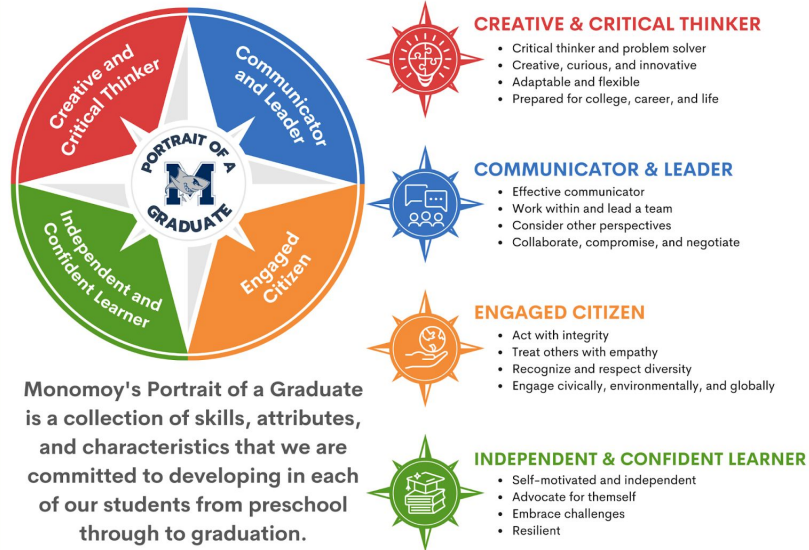 Creative and
Critical Thinker
Communicator
and Leader
PORTRAIT OF A
M
GRADUATE
Independent and
Confident Learner
Engaged
Citizen
Monomoy's Portrait of a Graduate
is a collection of skills, attributes,
and characteristics that we are
committed to developing in each
of our students from preschool
through to graduation.
CREATIVE & CRITICAL THINKER
• Critical thinker and problem solver
• Creative, curious, and innovative
• Adaptable and flexible
• Prepared for college, career, and life
COMMUNICATOR & LEADER
• Effective communicator
• Work within and lead a team
• Consider other perspectives
• Collaborate, compromise, and negotiate
ENGAGED CITIZEN
• Act with integrity
• Treat others with empathy
• Recognize and respect diversity
• Engage civically, environmentally, and globally
INDEPENDENT & CONFIDENT LEARNER
• Self-motivated and independent
• Advocate for themself
• Embrace challenges
• Resilient